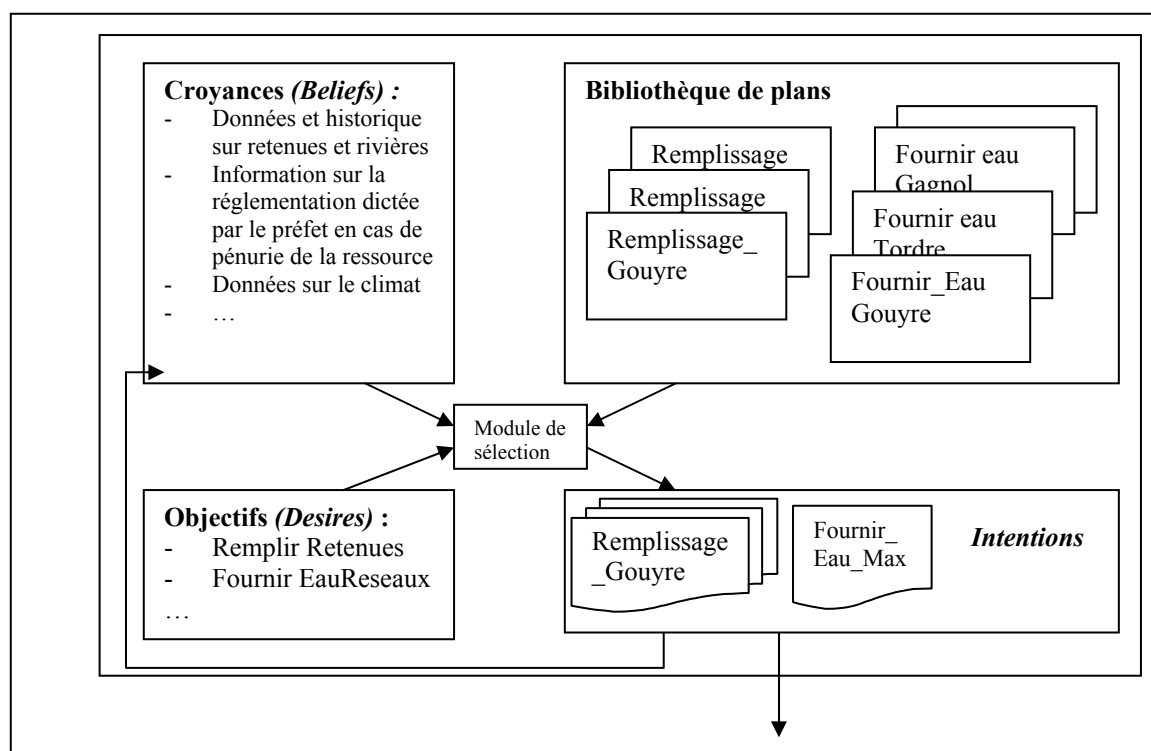 Croyances (Beliefs) :
- Données et historique
sur retenues et rivières
- Information sur la
réglementation dictée
par le préfet en cas de
pénurie de la ressource
- Données sur le climat
- …
Bibliothèque de plans
Remplissage
Remplissage
Remplissage_
Gouyre
Fournir eau
Gagnol
Fournir eau
Tordre
Fournir_Eau
Gouyre
Module de
sélection
Objectifs (Desires) :
- Remplir Retenues
- Fournir EauReseaux
…
Remplissage
_Gouyre
Fournir_
Eau_Max
Intentions